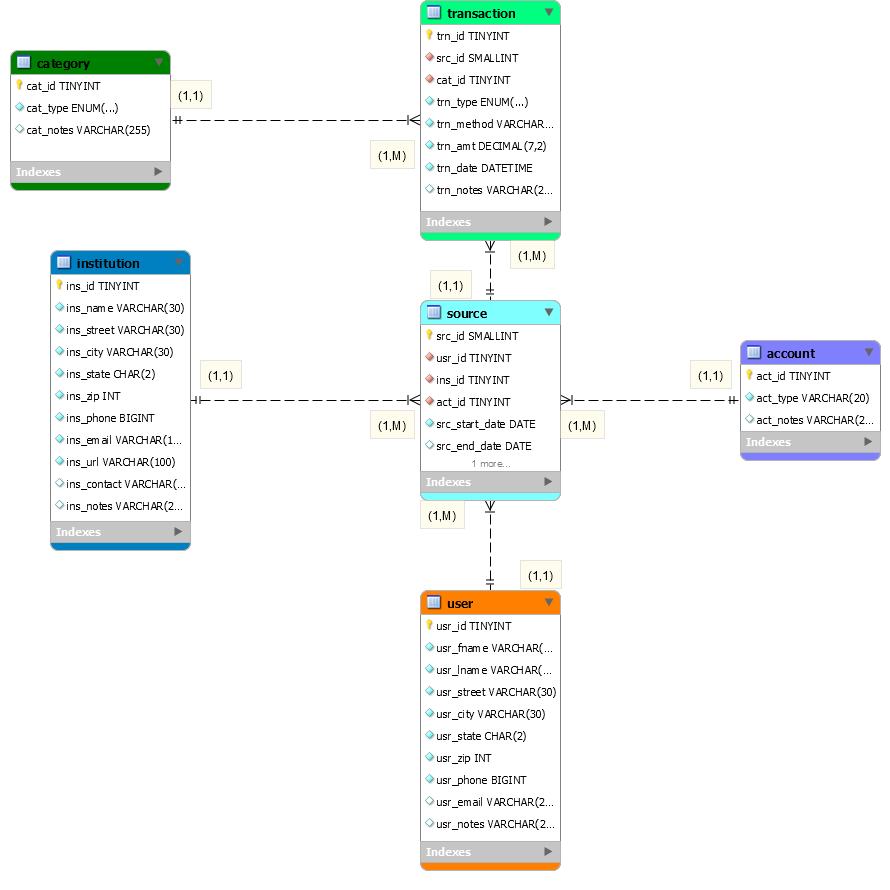 transaction
trn_id TINYINT
src_id SMALLINT
cat_id TINYINT
trn_type ENUM(...)
trn_method VARCHAR...
trn_amt DECIMAL(7,2)
trn_date DATETIME
trn_notes VARCHAR(2...
Indexes
category
cat_id TINYINT
cat_type ENUM(...)
cat_notes VARCHAR(255)
Indexes
(1,1)
(1,M)
(1,M)
(1,1)
institution
ins_id TINYINT
ins_name VARCHAR(30)
ins_street VARCHAR(30)
ins_city VARCHAR(30)
ins_state CHAR(2)
ins_zip INT
ins_phone BIGINT
ins_email VARCHAR(1...
ins_url VARCHAR(100)
ins_contact VARCHAR(...
ins_notes VARCHAR(2...
Indexes
(1,1)
(1,M)
source
src_id SMALLINT
usr_id TINYINT
ins_id TINYINT
act_id TINYINT
src_start_date DATE
src_end_date DATE
1 more...
Indexes
(1,1)
(1,M)
account
act_id TINYINT
act_type VARCHAR(20)
act_notes VARCHAR(2...
Indexes
(1,M)
(1,1)
user
usr_id TINYINT
usr_fname VARCHAR(...
usr_lname VARCHAR(...
usr_street VARCHAR(30)
usr_city VARCHAR(30)
usr_state CHAR(2)
usr_zip INT
usr_phone BIGINT
usr_email VARCHAR(2...
usr_notes VARCHAR(2...
Indexes